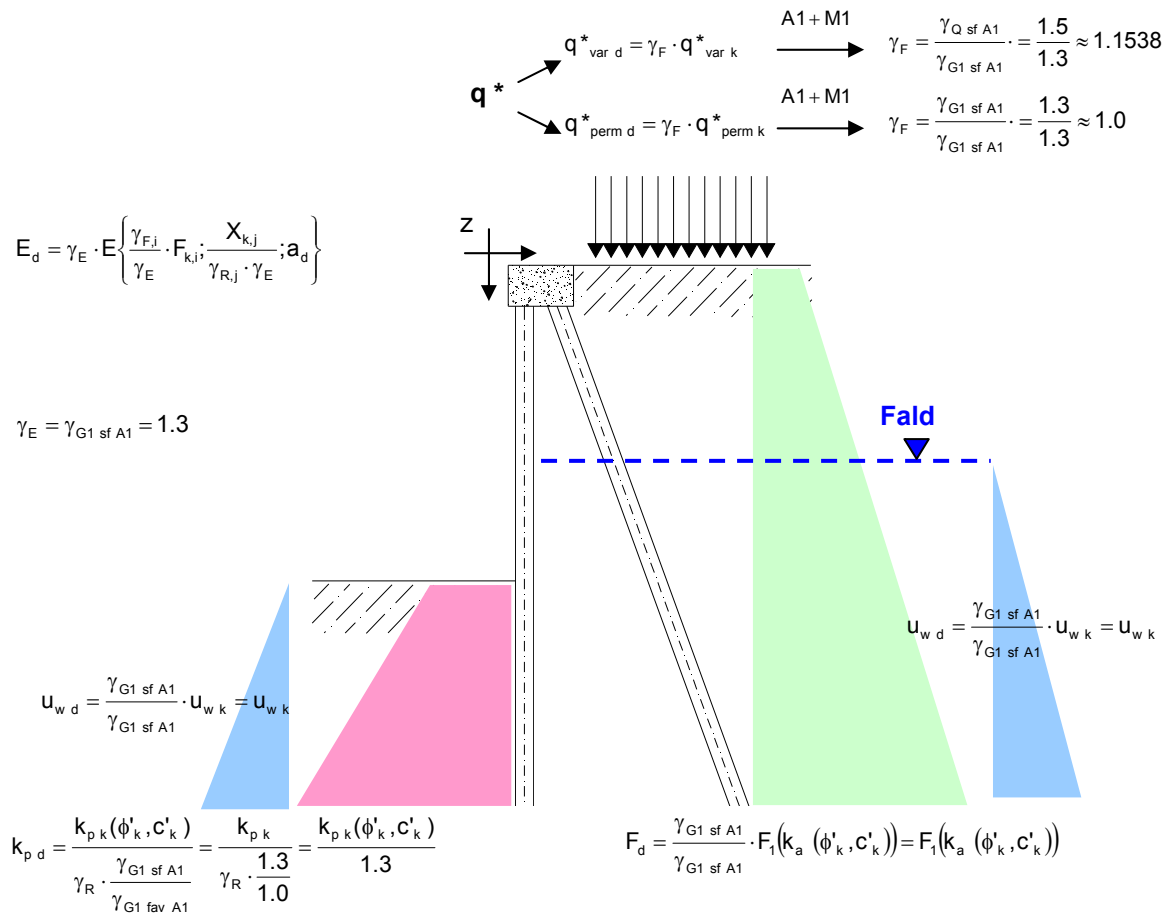 A1+ M1
q*var d = γF · q*var k
γF = γQ sf A1 / γG1 sf A1 · = 1.5 / 1.3 ≈ 1.1538
q *
A1+ M1
q*perm d = γF · q*perm k
γF = γG1 sf A1 / γG1 sf A1 · = 1.3 / 1.3 ≈ 1.0
z
Ed = γE · E{γF,i / γE · Fk,i; Xk,j / γR,j · γE; ad}
γE = γG1 sf A1 = 1.3
Fald
uw d = γG1 sf A1 / γG1 sf A1 · uw k = uw k
uw d = γG1 sf A1 / γG1 sf A1 · uw k = uw k
kp d = kp k(ϕ'k, c'k) / γR · γG1 sf A1 / γG1 fav A1 = kp k / γR · 1.3 / 1.0 = kp k(ϕ'k, c'k) / 1.3
Fd = γG1 sf A1 / γG1 sf A1 · F1(ka (ϕ'k, c'k)) = F1(ka (ϕ'k, c'k))